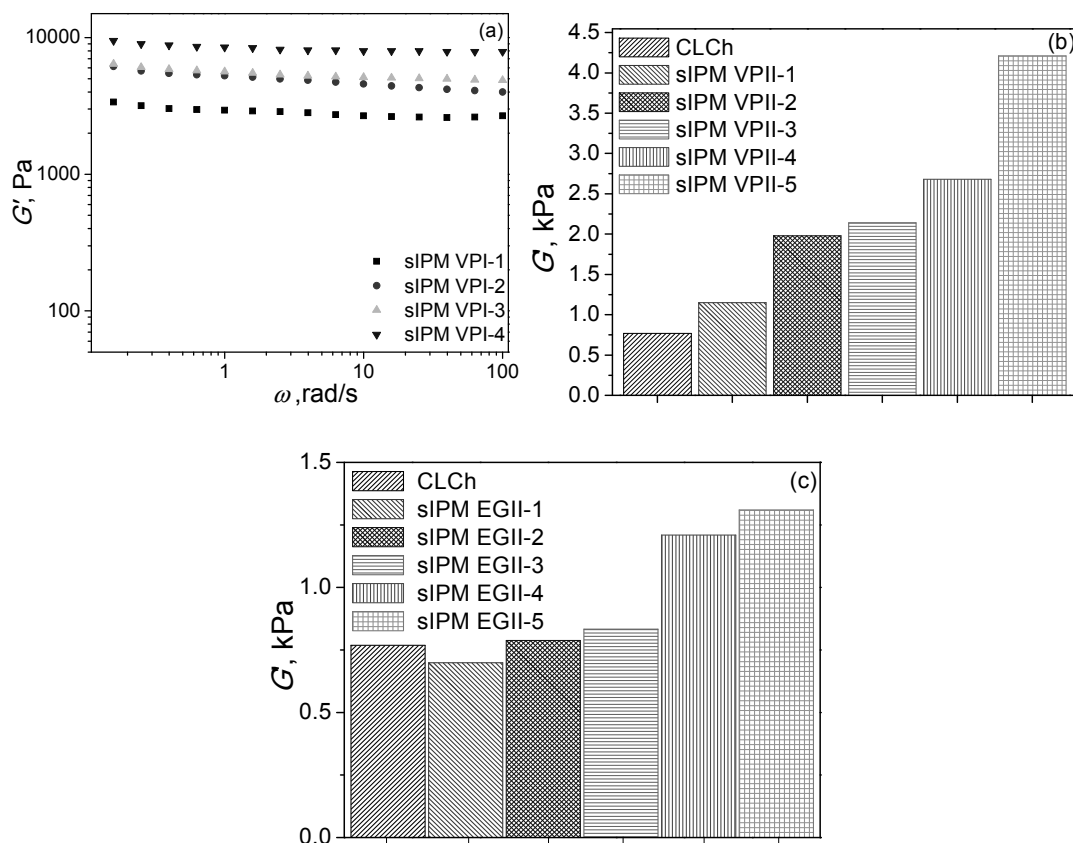 (a)
10000
1000
100
G', Pa
sIPM VPI-1
sIPM VPI-2
sIPM VPI-3
sIPM VPI-4
1
10
100
ω ,rad/s
(b)
4.5
4.0
3.5
3.0
2.5
2.0
1.5
1.0
0.5
0.0
G', kPa
CLCh
sIPM VPII-1
sIPM VPII-2
sIPM VPII-3
sIPM VPII-4
sIPM VPII-5
(c)
1.5
1.0
0.5
0.0
G', kPa
CLCh
sIPM EGII-1
sIPM EGII-2
sIPM EGII-3
sIPM EGII-4
sIPM EGII-5